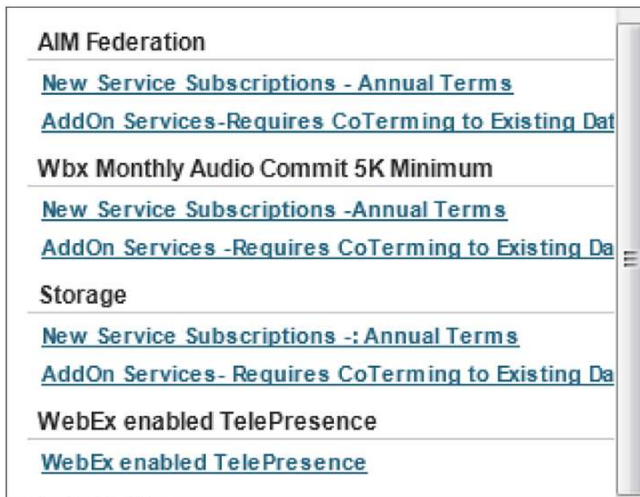 AIM Federation
New Service Subscriptions - Annual Terms
AddOn Services-Requires CoTerming to Existing Dat
Wbx Monthly Audio Commit 5K Minimum
New Service Subscriptions -Annual Terms
AddOn Services -Requires CoTerming to Existing Da
Storage
New Service Subscriptions -: Annual Terms
AddOn Services- Requires CoTerming to Existing Da
WebEx enabled TelePresence
WebEx enabled TelePresence